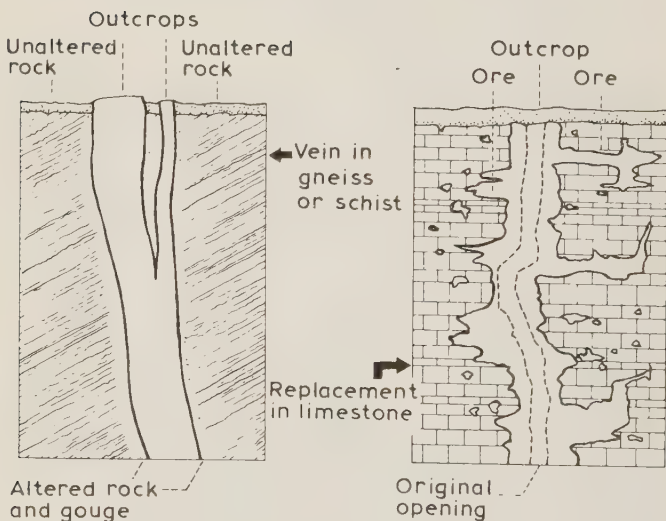 Outcrops
Unaltered
rock
Unaltered
rock
Outcrop
Ore
Ore
Vein in
gneiss
or schist
Replacement
in limestone
Altered rock
and gouge
Original
opening